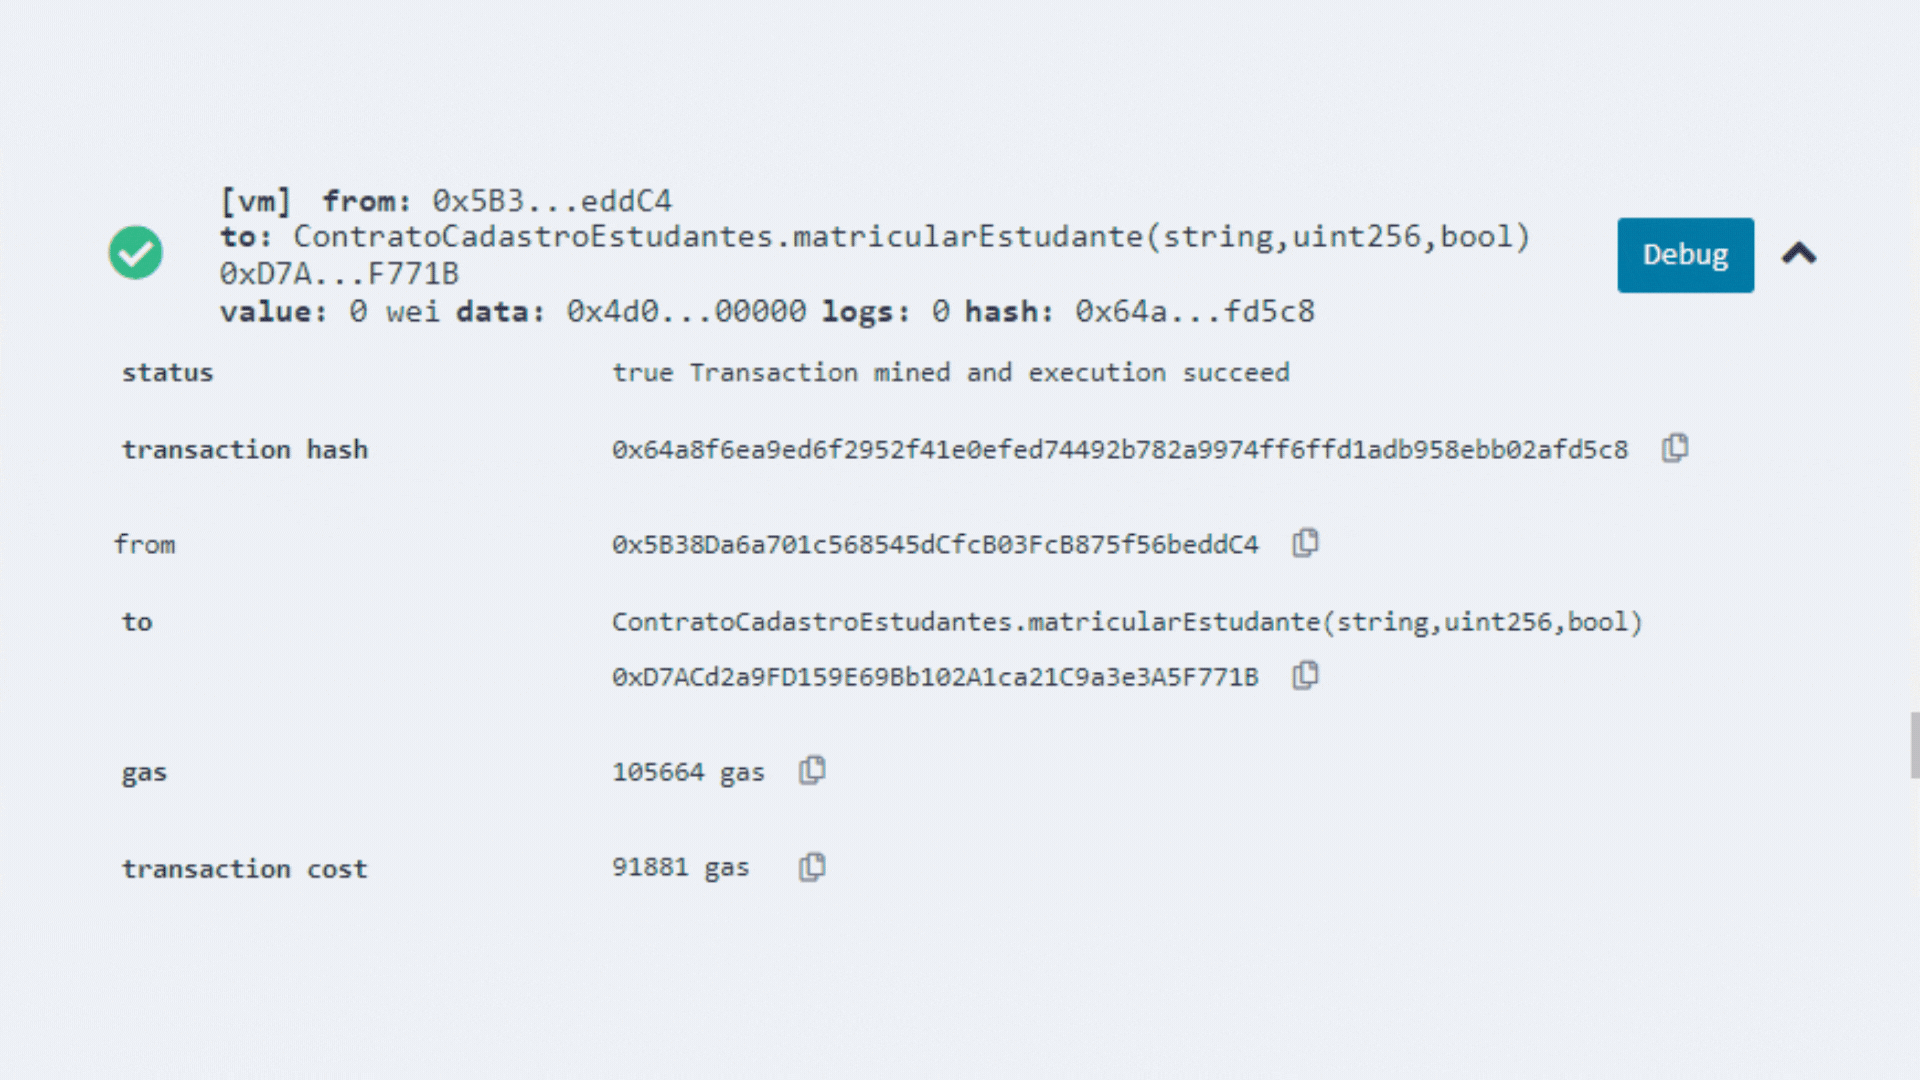 [vm] from: 0x5B3...eddC4
to: ContratoCadastroEstudantes.matricularEstudante(string,uint256,bool)
0xD7A...F771B
value: 0 wei data: 0x4d0...00000 logs: 0 hash: 0x64a...fd5c8
Debug
status true Transaction mined and execution succeed
transaction hash 0x64a8f6ea9ed6f2952f41e0efed74492b782a9974ff6ffd1adb958ebb02afd5c8
from 0x5B38Da6a701c568545dCfcB03FcB875f56beddC4
to ContratoCadastroEstudantes.matricularEstudante(string,uint256,bool)
0xD7ACd2a9FD159E69Bb102A1ca21C9a3e3A5F771B
gas 105664 gas
transaction cost 91881 gas